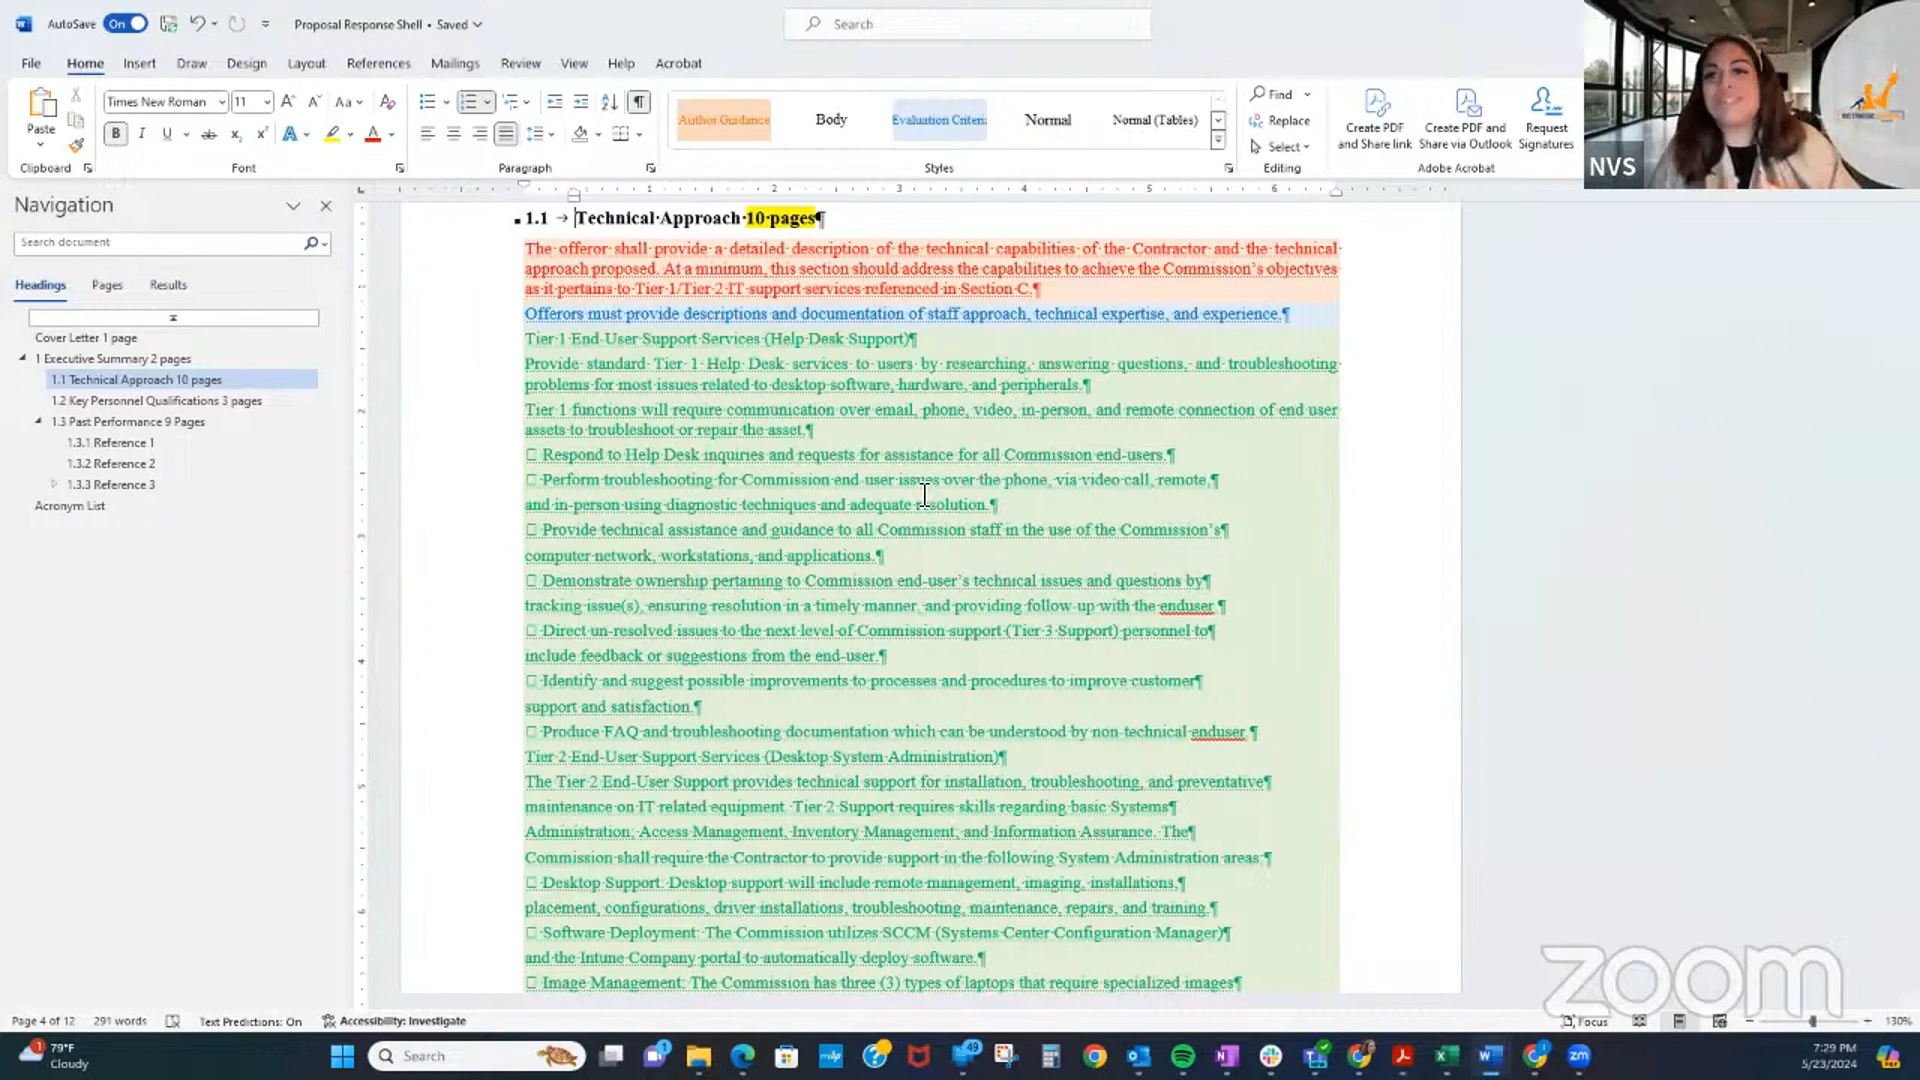 AutoSave On Proposal Response Shell • Saved Search
File Home Insert Draw Design Layout References Mailings Review View Help Acrobat
Paste Times New Roman 11 Author Guidance Body Evaluation Criteri. Normal Normal (Tables) Find Replace Select Create PDF and Share link Create PDF and Share via Outlook Request Signatures
Clipboard Font Paragraph Styles Editing Adobe Acrobat
NVS
Navigation
Search document
Headings Pages Results
Cover Letter 1 page
1 Executive Summary 2 pages
1.1 Technical Approach 10 pages
1.2 Key Personnel Qualifications 3 pages
1.3 Past Performance 9 Pages
1.3.1 Reference 1
1.3.2 Reference 2
1.3.3 Reference 3
Acronym List
1.1 Technical Approach 10 pages
The offeror shall provide a detailed description of the technical capabilities of the Contractor and the technical
approach proposed. At a minimum, this section should address the capabilities to achieve the Commission's objectives
as it pertains to Tier 1/Tier 2 IT support services referenced in Section C.
Offerors must provide descriptions and documentation of staff approach, technical expertise, and experience.
Tier 1 End-User Support Services (Help Desk Support)
Provide standard Tier 1 Help Desk services to users by researching, answering questions, and troubleshooting
problems for most issues related to desktop software, hardware, and peripherals.
Tier 1 functions will require communication over email, phone, video, in-person, and remote connection of end user
assets to troubleshoot or repair the asset.
Respond to Help Desk inquiries and requests for assistance for all Commission end-users.
Perform troubleshooting for Commission end-user issues over the phone, via video call, remote,
and in-person using diagnostic techniques and adequate resolution.
Provide technical assistance and guidance to all Commission staff in the use of the Commission's
computer network, workstations, and applications.
Demonstrate ownership pertaining to Commission end-user's technical issues and questions by
tracking issue(s), ensuring resolution in a timely manner, and providing follow-up with the enduser.
Direct un-resolved issues to the next level of Commission support (Tier 3 Support) personnel to
include feedback or suggestions from the end-user.
Identify and suggest possible improvements to processes and procedures to improve customer
support and satisfaction.
Produce FAQ and troubleshooting documentation which can be understood by non-technical enduser.
Tier 2 End-User Support Services (Desktop System Administration)
The Tier 2 End-User Support provides technical support for installation, troubleshooting, and preventative
maintenance on IT related equipment. Tier 2 Support requires skills regarding basic Systems
Administration, Access Management, Inventory Management, and Information Assurance. The
Commission shall require the Contractor to provide support in the following System Administration areas:
Desktop Support: Desktop support will include remote management, imaging, installations,
placement, configurations, driver installations, troubleshooting, maintenance, repairs, and training.
Software Deployment: The Commission utilizes SCCM (Systems Center Configuration Manager)
and the Intune Company portal to automatically deploy software.
Image Management: The Commission has three (3) types of laptops that require specialized images
zoom
Page 4 of 12 291 words Text Predictions: On Accessibility: Investigate Focus 130%
79°F
Cloudy
Search
7:29 PM
5/23/2024